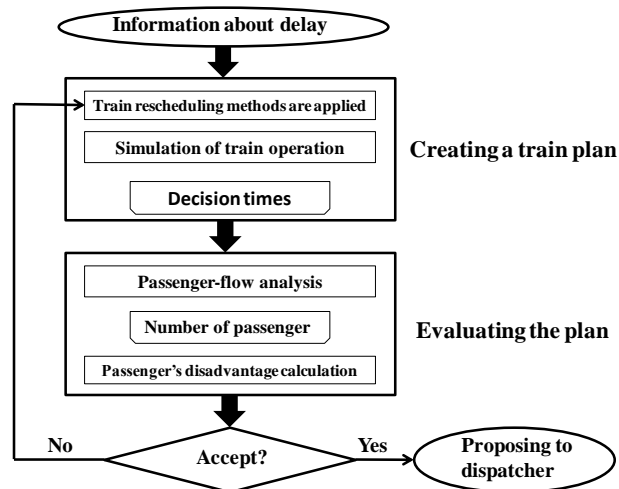 Information about delay
Train rescheduling methods are applied
Simulation of train operation
Decision times
Creating a train plan
Passenger-flow analysis
Number of passenger
Passenger's disadvantage calculation
Evaluating the plan
No
Accept?
Yes
Proposing to
dispatcher